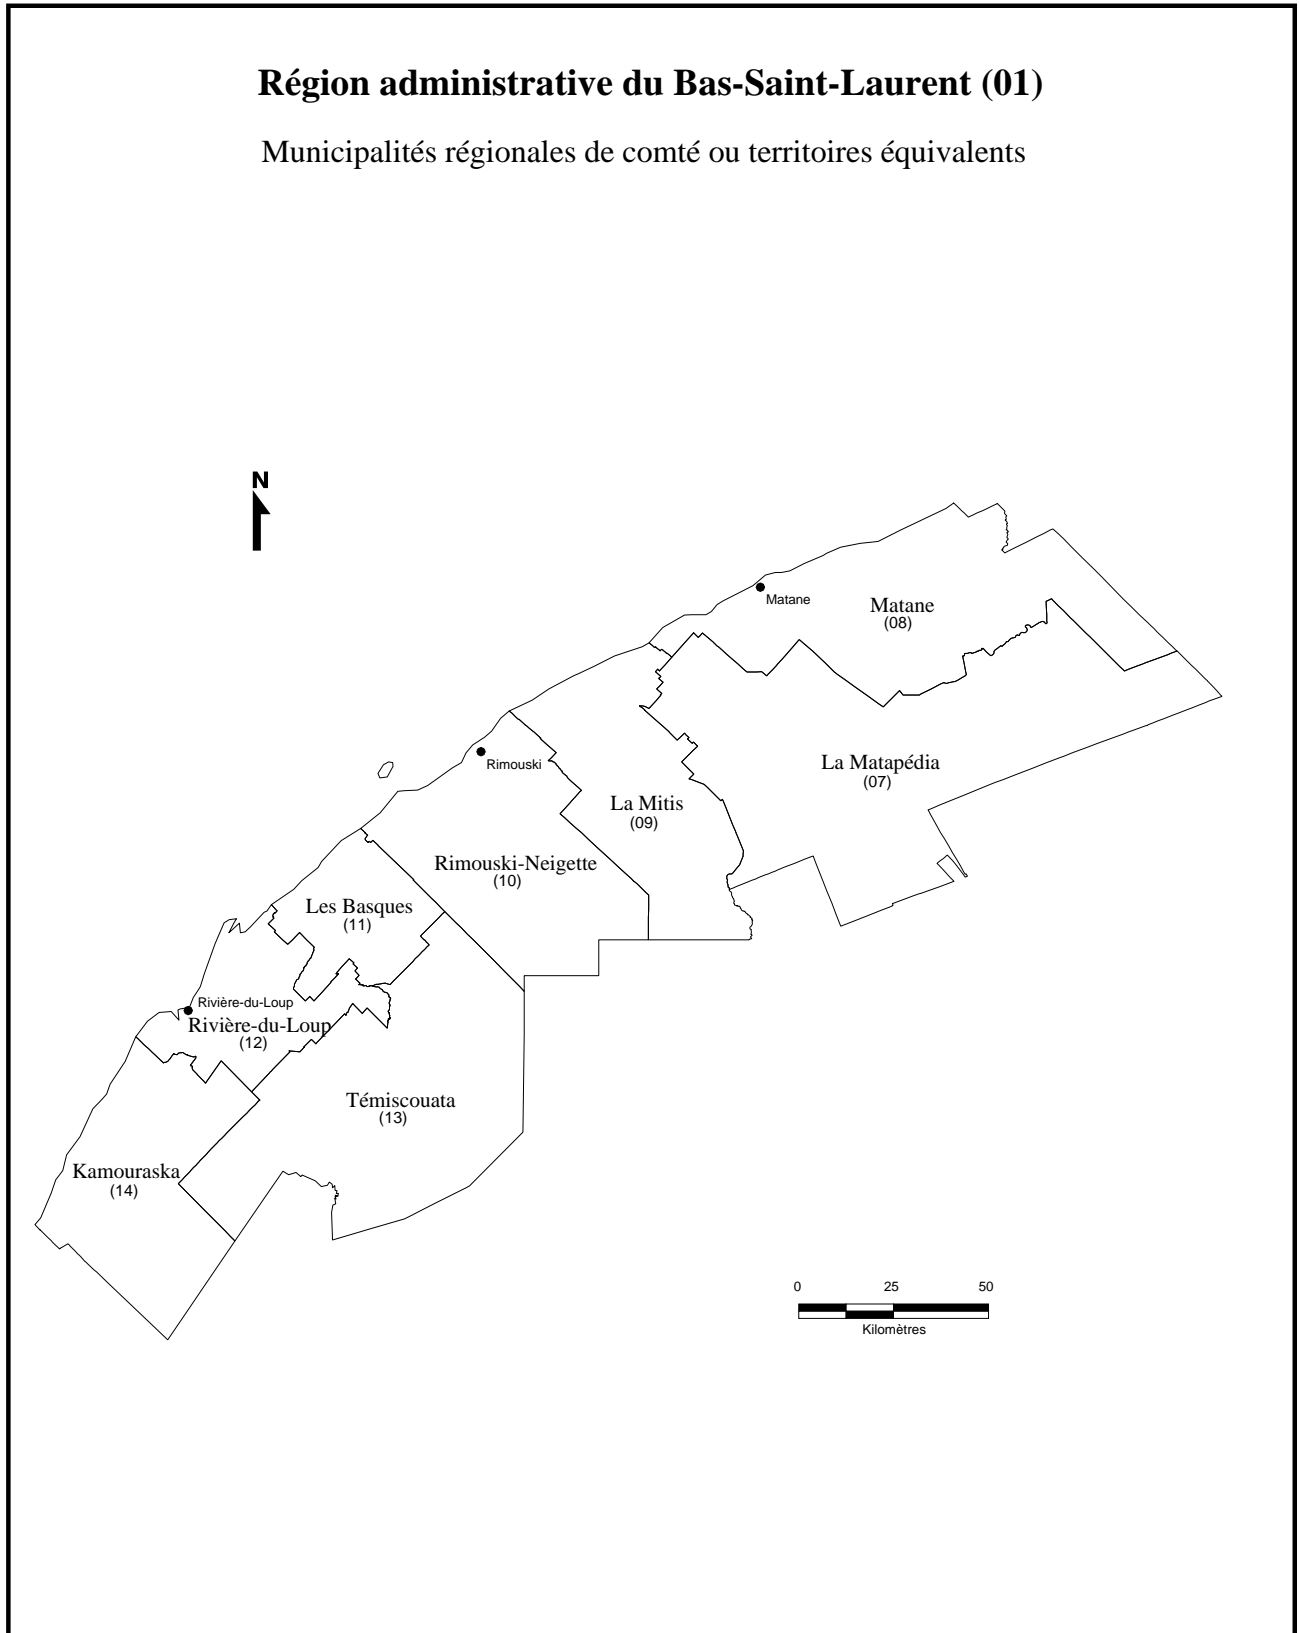 Région administrative du Bas-Saint-Laurent (01)
Municipalités régionales de comté ou territoires équivalents
N
Matane
Matane
(08)
Rimouski
La Matapédia
(07)
La Mitis
(09)
Rimouski-Neigette
(10)
Les Basques
(11)
Rivière-du-Loup
Rivière-du-Loup
(12)
Témiscouata
(13)
Kamouraska
(14)
0 25 50
Kilomètres